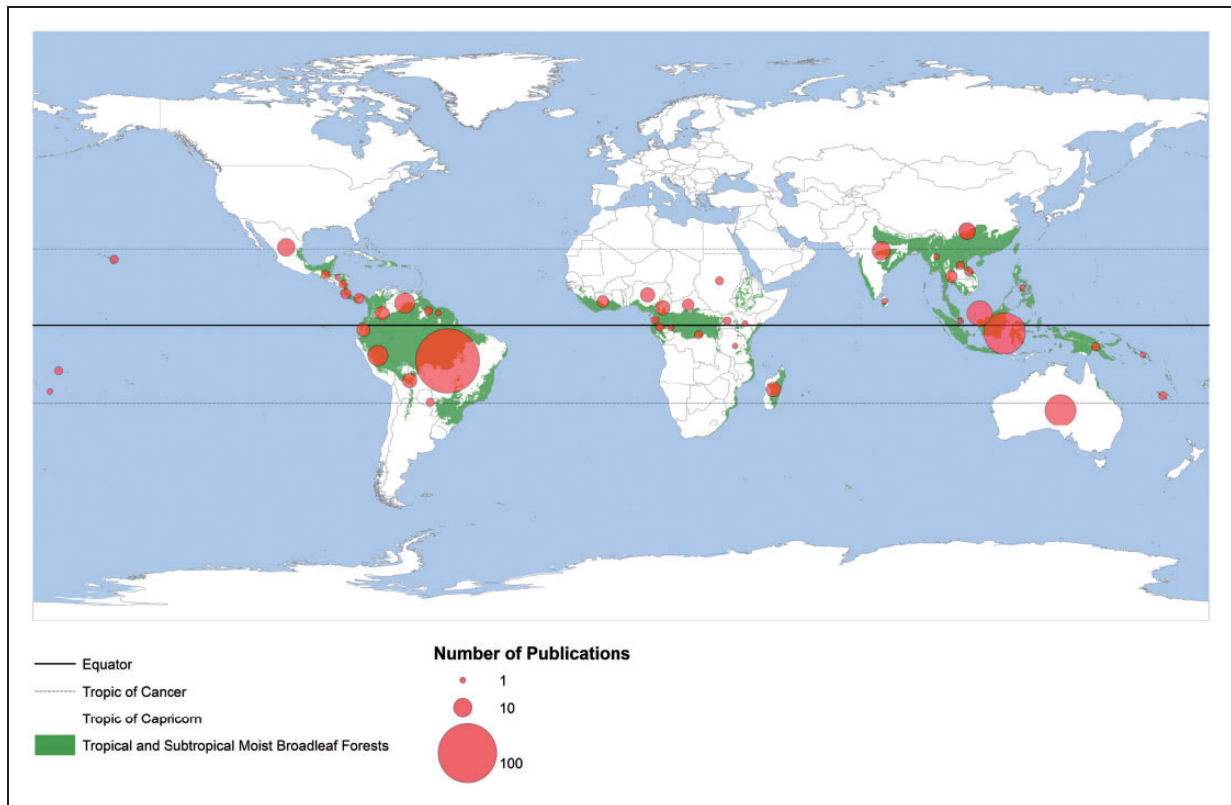 Equator
Tropic of Cancer
Tropic of Capricorn
Tropical and Subtropical Moist Broadleaf Forests
Number of Publications
1
10
100